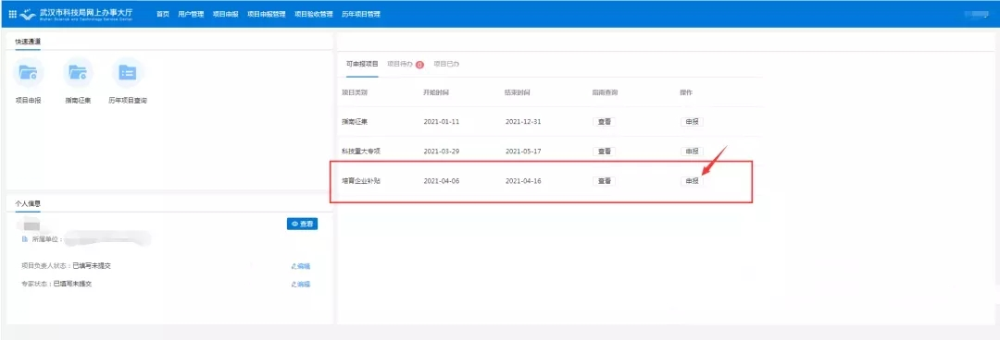 武汉市科技局网上办事大厅 首页 用户管理 项目申报 项目申报管理 项目验收管理 历年项目管理
Wuhan Science and Technology Service Center
快速通道
项目申报 指南征集 历年项目查询
可申报项目 项目待办 0 项目已办
项目类别 开始时间 结束时间 指南查询 操作
指南征集 2021-01-11 2021-12-31 查看 申报
科技重大专项 2021-03-29 2021-05-17 查看 申报
培育企业补贴 2021-04-06 2021-04-16 查看 申报
个人信息
查看
所属单位：
项目负责人状态：已填写未提交 编辑
专家状态：已填写未提交 编辑